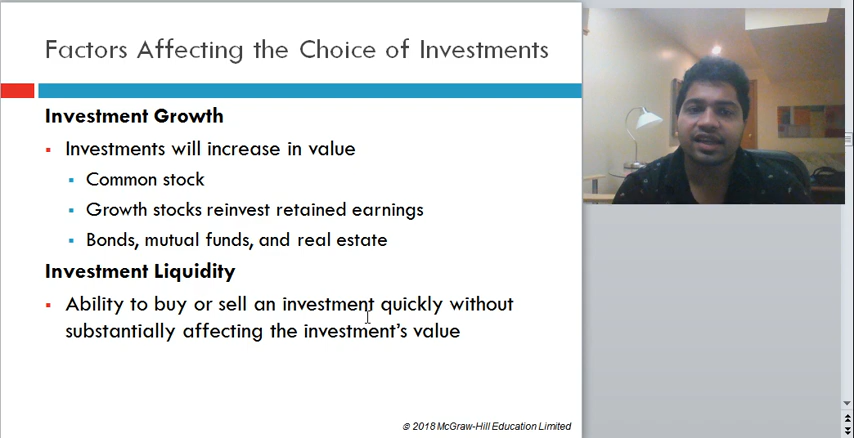 Factors Affecting the Choice of Investments
Investment Growth
Investments will increase in value
Common stock
Growth stocks reinvest retained earnings
Bonds, mutual funds, and real estate
Investment Liquidity
Ability to buy or sell an investment quickly without
substantially affecting the investment's value
© 2018 McGraw-Hill Education Limited